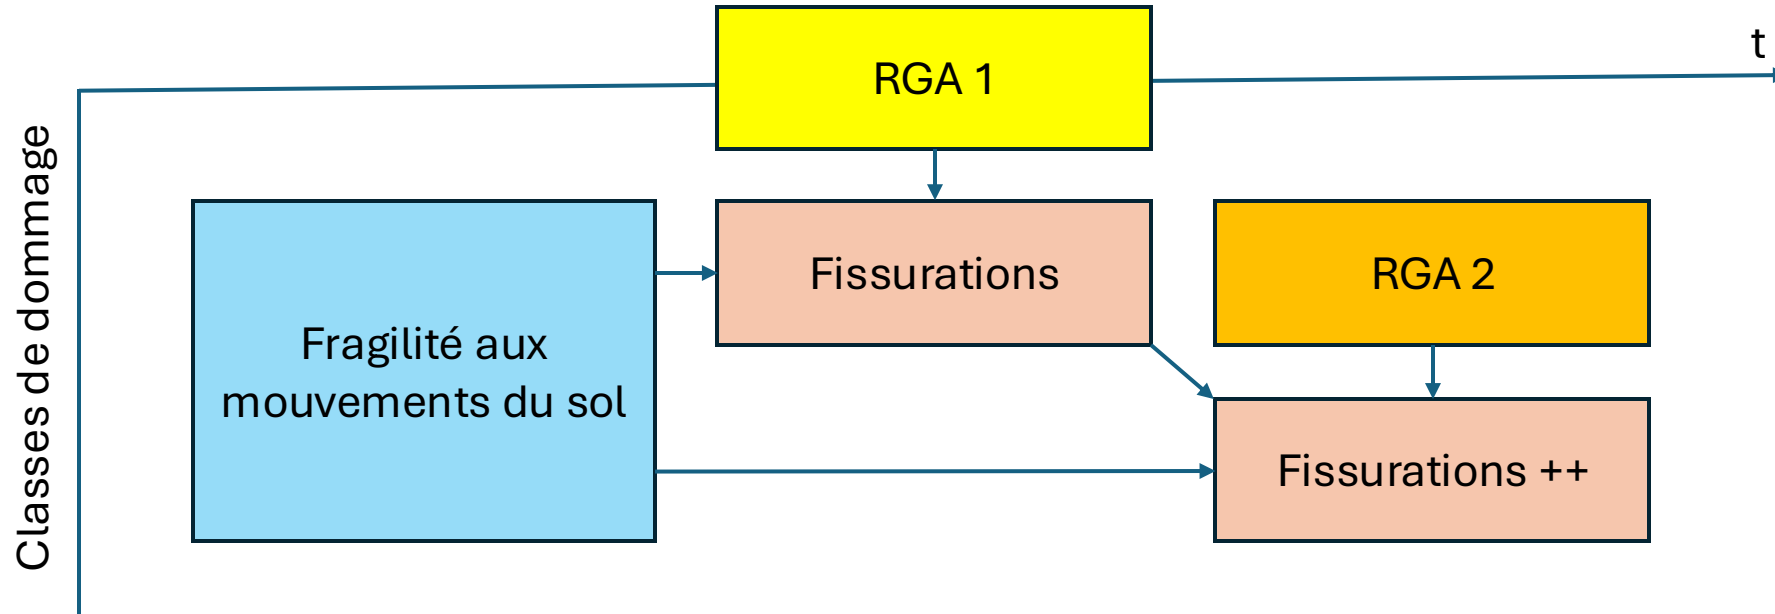 t
RGA 1
Classes de dommage
Fissurations
RGA 2
Fragilité aux
mouvements du sol
Fissurations ++